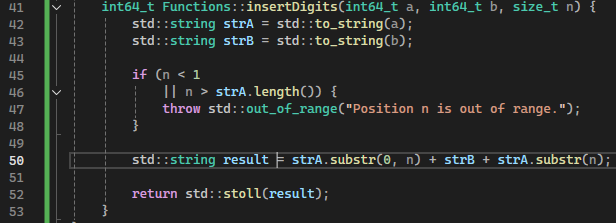 41 int64_t Functions::insertDigits(int64_t a, int64_t b, size_t n) {
42 std::string strA = std::to_string(a);
43 std::string strB = std::to_string(b);
44
45 if (n < 1
46 || n > strA.length()) {
47 throw std::out_of_range("Position n is out of range.");
48 }
49
50 std::string result = strA.substr(0, n) + strB + strA.substr(n);
51
52 return std::stoll(result);
53 }